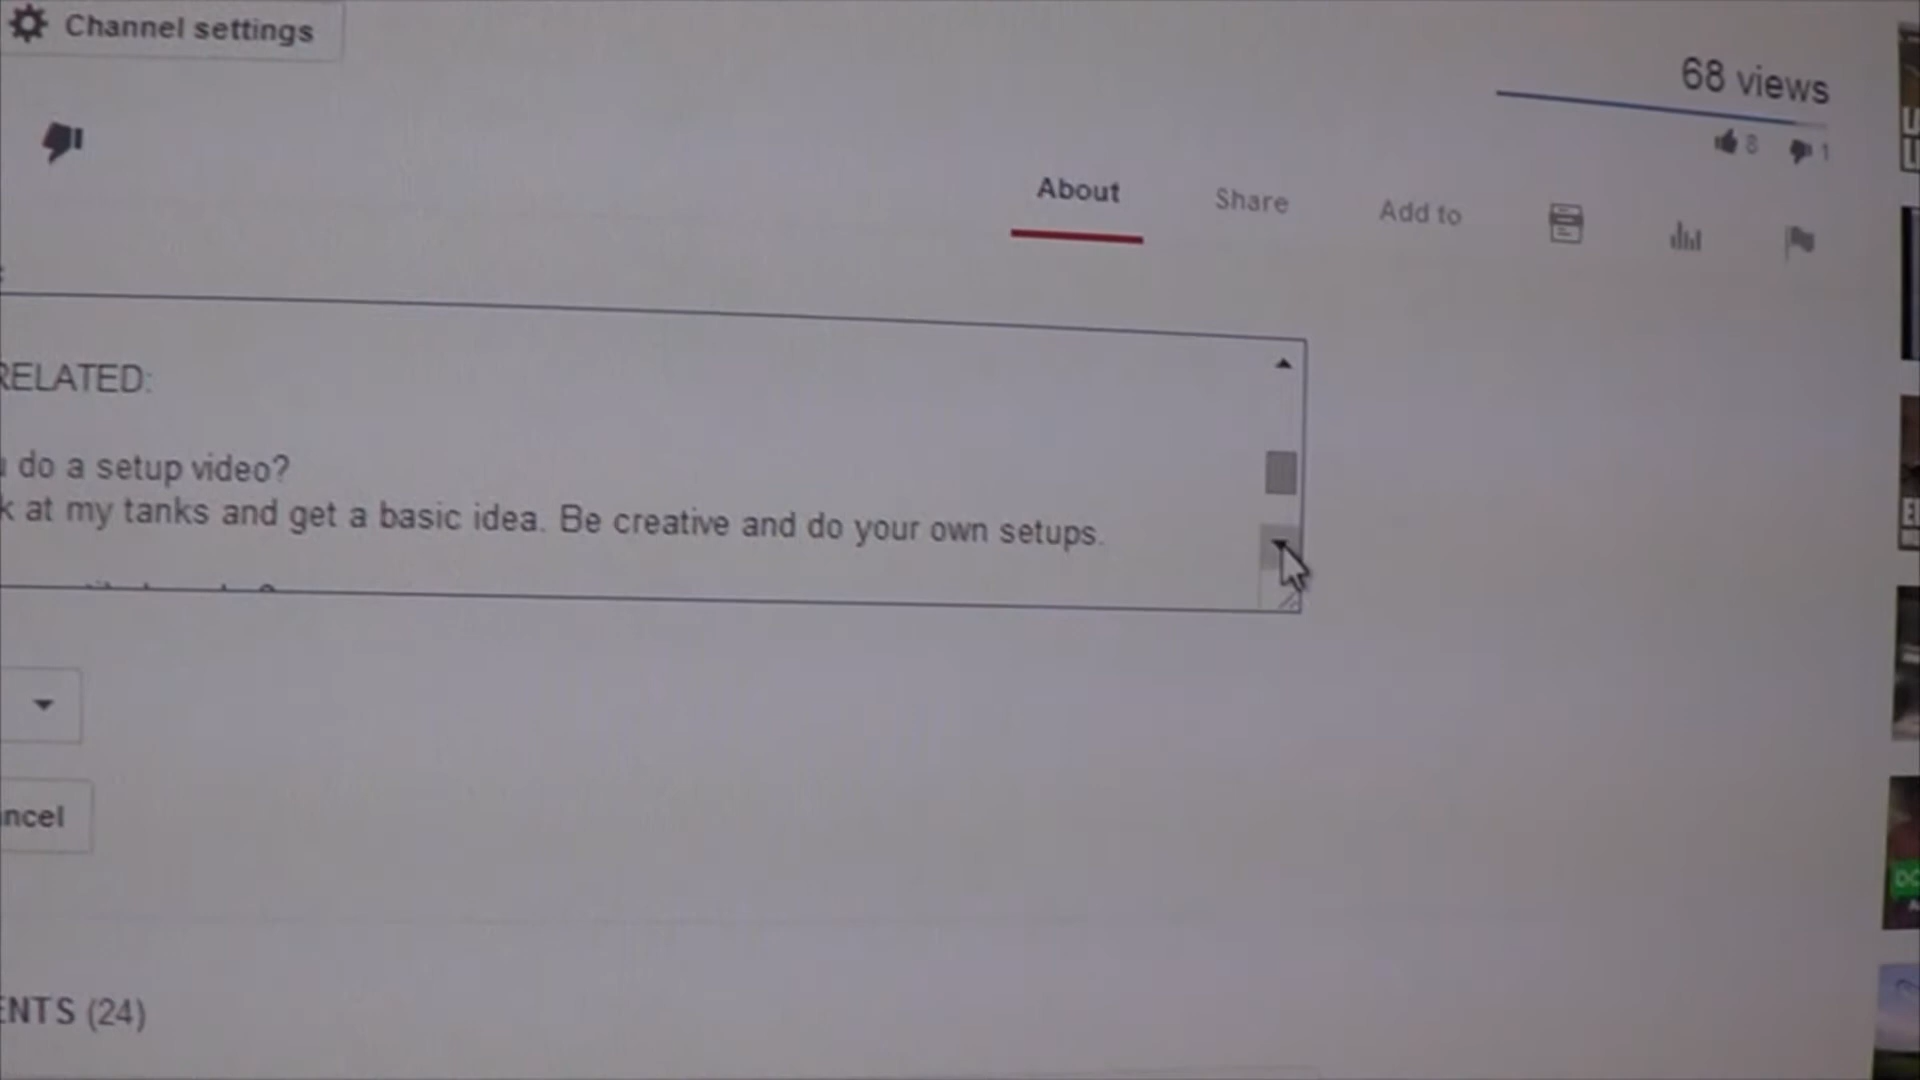 Channel settings
68 views
8 1
About Share Add to
RELATED:
do a setup video?
at my tanks and get a basic idea. Be creative and do your own setups.
ncel
ENTS (24)